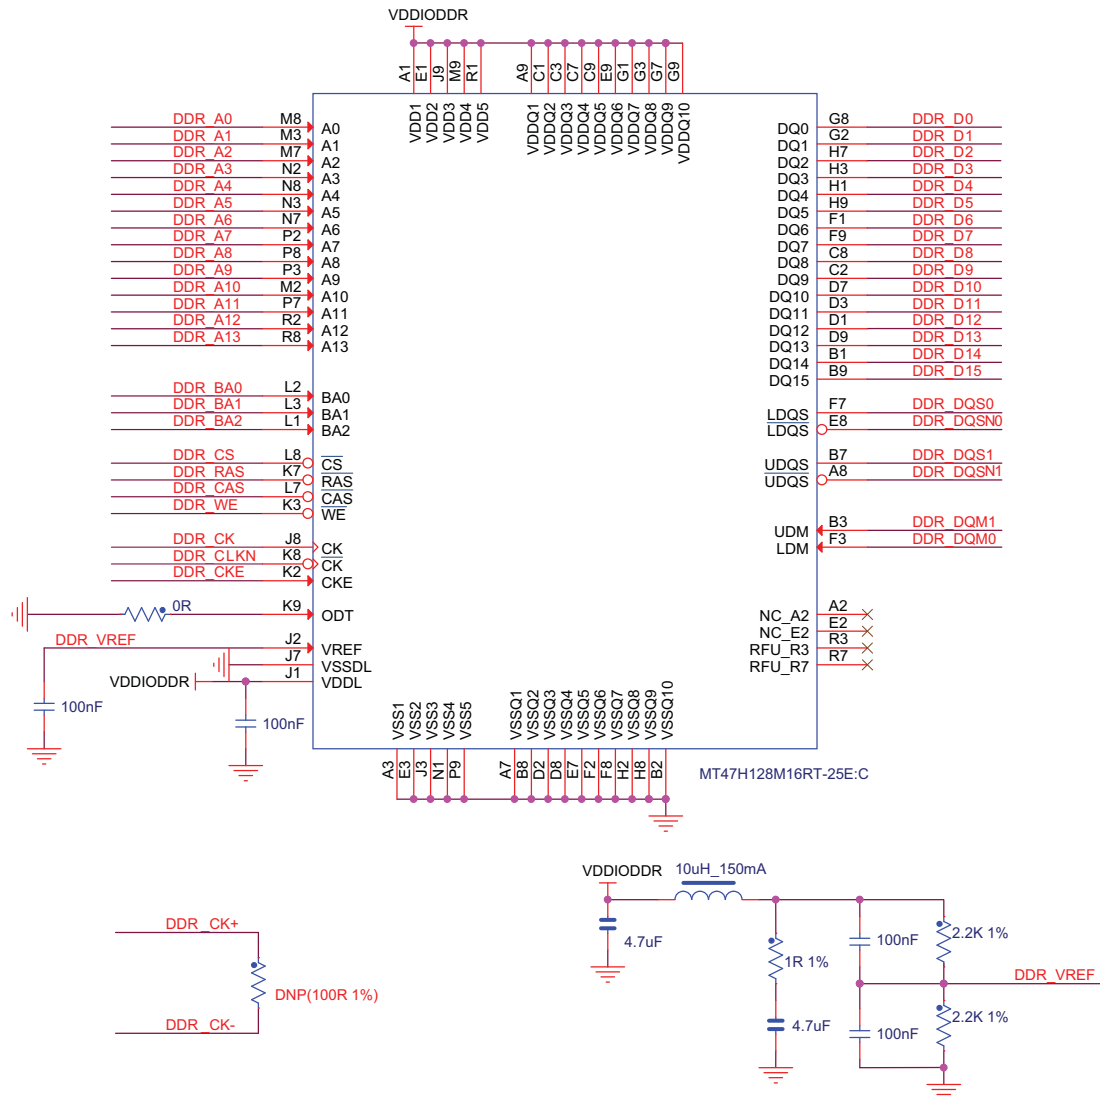 VDDIODDR
A1 E1 J9 M9 R1 A9 C1 C3 C7 C9 E9 G1 G3 G7 G9
VDD1 VDD2 VDD3 VDD4 VDD5 VDDQ1 VDDQ2 VDDQ3 VDDQ4 VDDQ5 VDDQ6 VDDQ7 VDDQ8 VDDQ9 VDDQ10
DDR_A0 M8 A0
DDR_A1 M3 A1
DDR_A2 M7 A2
DDR_A3 N2 A3
DDR_A4 N8 A4
DDR_A5 N3 A5
DDR_A6 N7 A6
DDR_A7 P2 A7
DDR_A8 P8 A8
DDR_A9 P3 A9
DDR_A10 M2 A10
DDR_A11 P7 A11
DDR_A12 R2 A12
DDR_A13 R8 A13
DDR_BA0 L2 BA0
DDR_BA1 L3 BA1
DDR_BA2 L1 BA2
DDR_CS L8 CS
DDR_RAS K7 RAS
DDR_CAS L7 CAS
DDR_WE K3 WE
DDR_CK J8 CK
DDR_CLKN K8 CK
DDR_CKE K2 CKE
0R K9 ODT
DDR_VREF J2 VREF
J7 VSSDL
VDDIODDR J1 VDDL
100nF
100nF
DQ0 G8 DDR_D0
DQ1 G2 DDR_D1
DQ2 H7 DDR_D2
DQ3 H3 DDR_D3
DQ4 H1 DDR_D4
DQ5 H9 DDR_D5
DQ6 F1 DDR_D6
DQ7 F9 DDR_D7
DQ8 C8 DDR_D8
DQ9 C2 DDR_D9
DQ10 D7 DDR_D10
DQ11 D3 DDR_D11
DQ12 D1 DDR_D12
DQ13 D9 DDR_D13
DQ14 B1 DDR_D14
DQ15 B9 DDR_D15
LDQS F7 DDR_DQS0
LDQS E8 DDR_DQSN0
UDQS B7 DDR_DQS1
UDQS A8 DDR_DQSN1
UDM B3 DDR_DQM1
LDM F3 DDR_DQM0
NC_A2 A2
NC_E2 E2
RFU_R3 R3
RFU_R7 R7
VSS1 VSS2 VSS3 VSS4 VSS5 VSSQ1 VSSQ2 VSSQ3 VSSQ4 VSSQ5 VSSQ6 VSSQ7 VSSQ8 VSSQ9 VSSQ10
A3 E3 J3 N1 P9 A7 B8 D2 D8 E7 F2 F8 H2 H8 B2
MT47H128M16RT-25E:C
DDR_CK+
DNP(100R 1%)
DDR_CK-
VDDIODDR
10uH_150mA
4.7uF
1R 1%
4.7uF
100nF
2.2K 1%
DDR_VREF
100nF
2.2K 1%